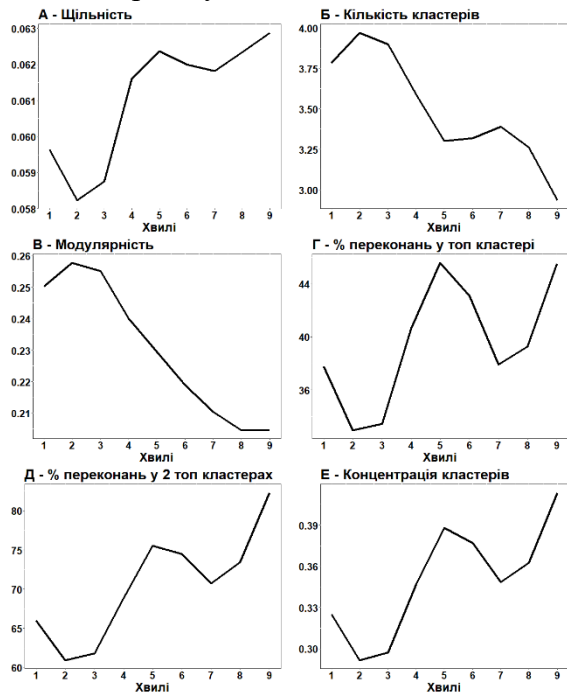 А - Щільність
0.063
0.062
0.061
0.060
0.059
0.058
1 2 3 4 5 6 7 8 9
Хвилі
Б - Кількість кластерів
4.00
3.75
3.50
3.25
3.00
1 2 3 4 5 6 7 8 9
Хвилі
В - Модулярність
0.26
0.25
0.24
0.23
0.22
0.21
1 2 3 4 5 6 7 8 9
Хвилі
Г - % переконань у топ кластері
44
40
36
1 2 3 4 5 6 7 8 9
Хвилі
Д - % переконань у 2 топ кластерах
80
75
70
65
60
1 2 3 4 5 6 7 8 9
Хвилі
Е - Концентрація кластерів
0.39
0.36
0.33
0.30
1 2 3 4 5 6 7 8 9
Хвилі